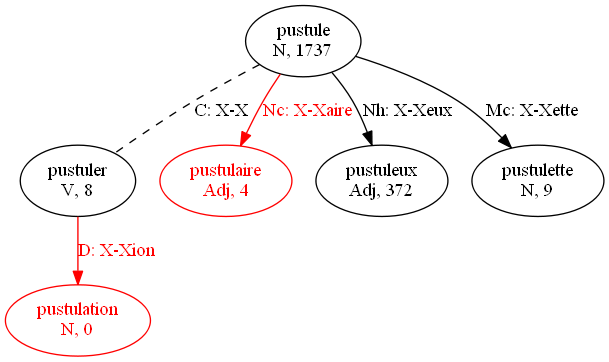 pustule
N, 1737
C: X-X
Nc: X-Xaire
Nh: X-Xeux
Mc: X-Xette
pustuler
V, 8
pustulaire
Adj, 4
pustuleux
Adj, 372
pustulette
N, 9
D: X-Xion
pustulation
N, 0